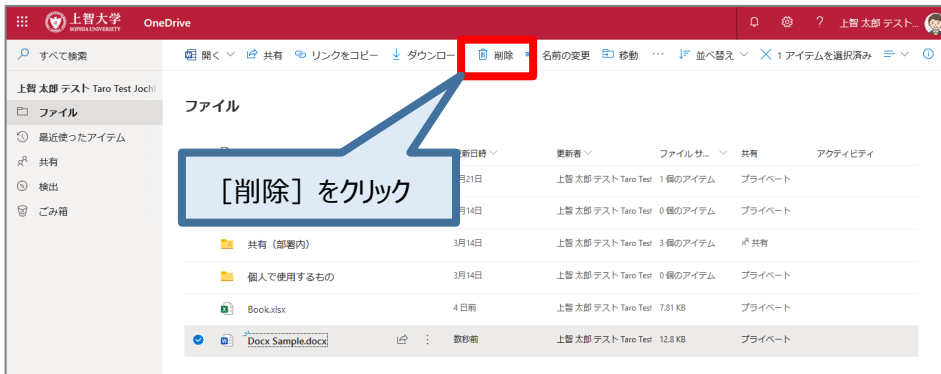 上智大学 SOPHIA UNIVERSITY OneDrive ? 上智 太郎 テスト...
すべて検索 開く 共有 リンクをコピー ダウンロー 削除 名前の変更 移動 … 並べ替え 1 アイテムを選択済み
上智 太郎 テスト Taro Test Jochi
ファイル
最近使ったアイテム
共有
検出
ごみ箱
ファイル
更新日時 更新者 ファイル サ... 共有 アクティビティ
月21日 上智 太郎 テスト Taro Test 1 個のアイテム プライベート
月14日 上智 太郎 テスト Taro Test 0 個のアイテム プライベート
共有（部署内） 3月14日 上智 太郎 テスト Taro Test 3 個のアイテム 共有
個人で使用するもの 3月14日 上智 太郎 テスト Taro Test 0 個のアイテム プライベート
Book.xlsx 4 日前 上智 太郎 テスト Taro Test 7.81 KB プライベート
Docx Sample.docx 数秒前 上智 太郎 テスト Taro Test 12.8 KB プライベート
［削除］をクリック